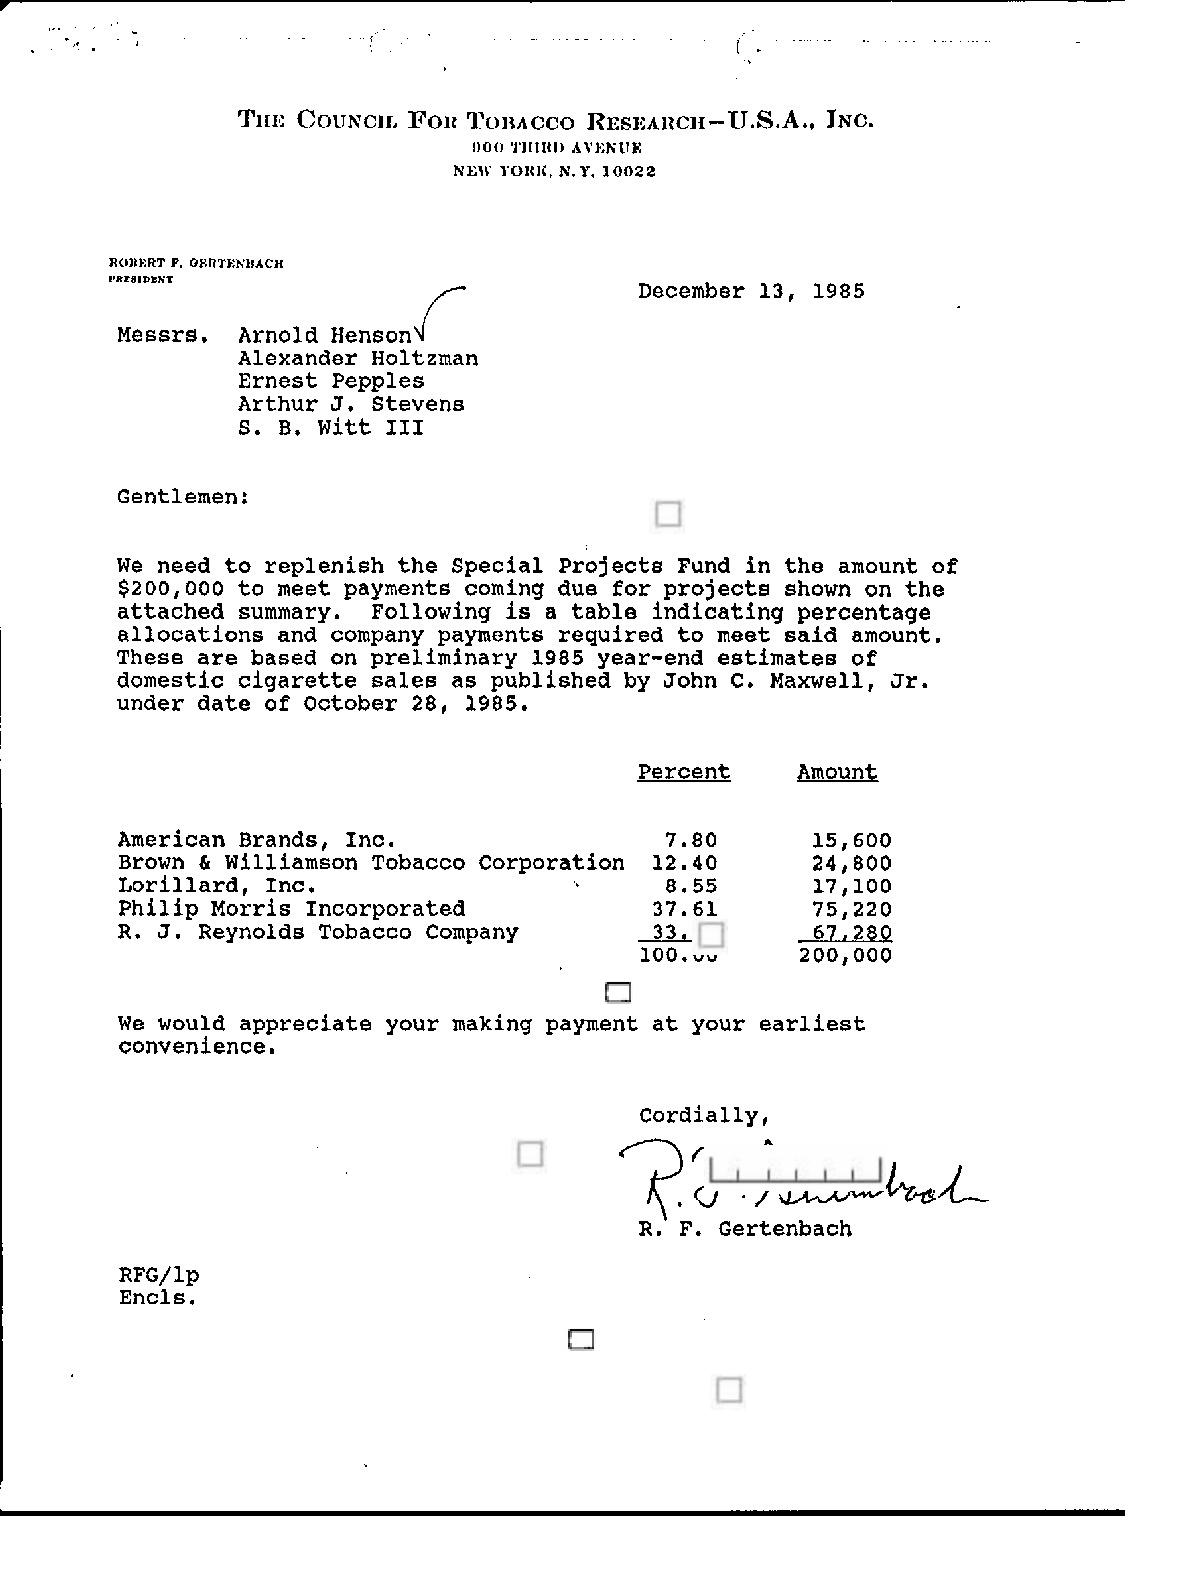 THE COUNCIL FOR TOBACCO RESEARCH—U.S.A., INC.
900 THIRD AVENUE
NEW YORK, N.Y. 10022
ROBERT F. GERTENBACH
PRESIDENT
December 13, 1985
Messrs. Arnold Henson
Alexander Holtzman
Ernest Pepples
Arthur J. Stevens
S. B. Witt III
Gentlemen:
We need to replenish the Special Projects Fund in the amount of
$200,000 to meet payments coming due for projects shown on the
attached summary. Following is a table indicating percentage
allocations and company payments required to meet said amount.
These are based on preliminary 1985 year-end estimates of
domestic cigarette sales as published by John C. Maxwell, Jr.
under date of October 28, 1985.
Percent Amount
American Brands, Inc. 7.80 15,600
Brown & Williamson Tobacco Corporation 12.40 24,800
Lorillard, Inc. 8.55 17,100
Philip Morris Incorporated 37.61 75,220
R. J. Reynolds Tobacco Company 33. 67,280
100.00 200,000
We would appreciate your making payment at your earliest
convenience.
Cordially,
R. F. Gertenbach
RFG/lp
Encls.